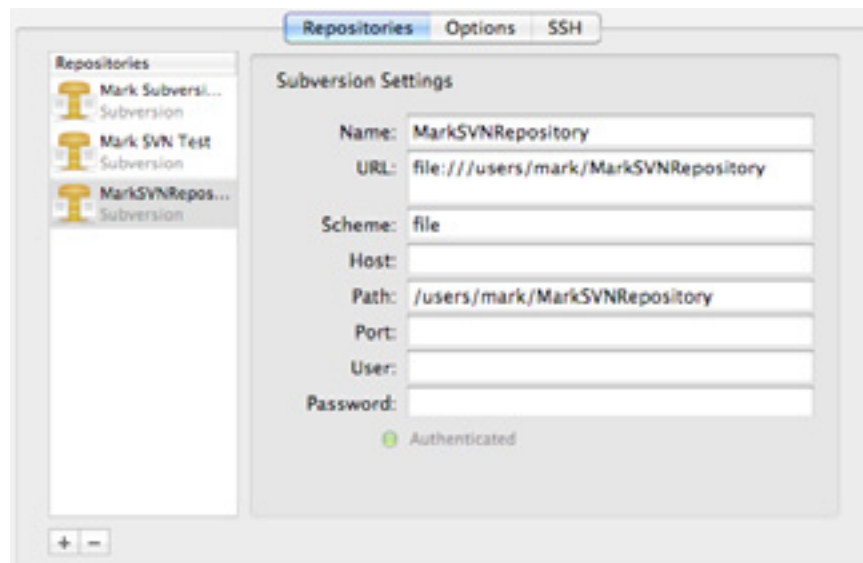 Repositories Options SSH
Repositories
Mark Subversi...
Subversion
Mark SVN Test
Subversion
MarkSVNRepos...
Subversion
Subversion Settings
Name: MarkSVNRepository
URL: file:///users/mark/MarkSVNRepository
Scheme: file
Host:
Path: /users/mark/MarkSVNRepository
Port:
User:
Password:
Authenticated
+ −